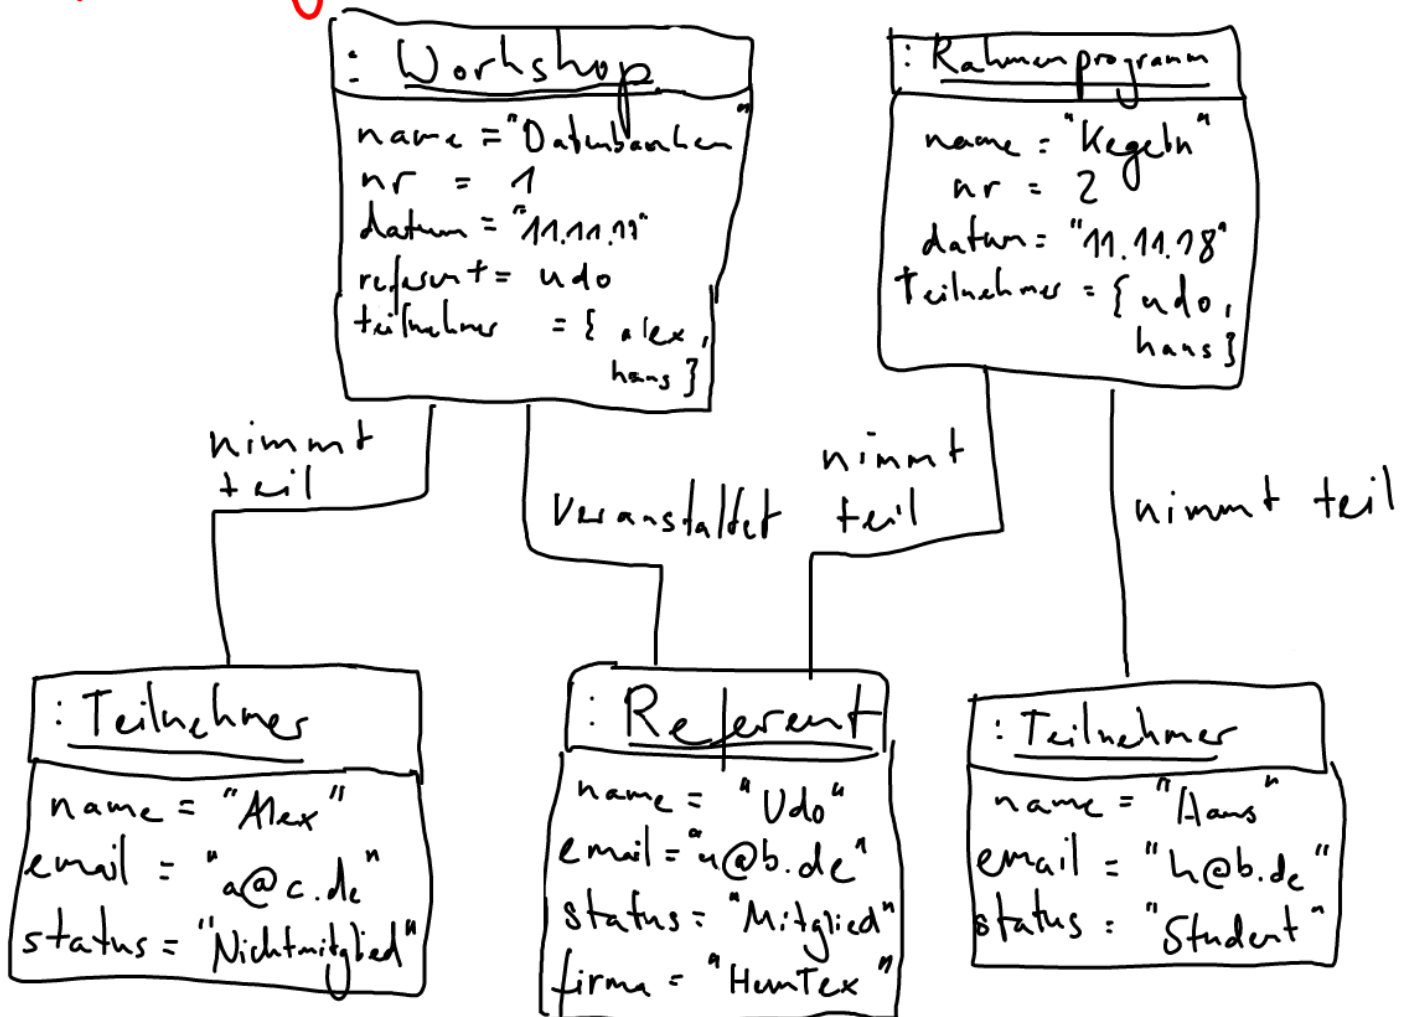 : Workshop
name = "Datenbanken"
nr = 1
datum = "11.11.11"
referent = udo
teilnehmer = { alex,
hans }
: Rahmenprogramm
name = "Kegeln"
nr = 2
datum = "11.11.18"
Teilnehmer = { udo,
hans }
nimmt
teil
veranstaltet
nimmt
teil
nimmt teil
: Teilnehmer
name = "Alex"
email = "a@c.de"
status = "Nichtmitglied"
: Referent
name = "Udo"
email = "u@b.de"
status = "Mitglied"
firma = "HumTex"
: Teilnehmer
name = "Hans"
email = "h@b.de"
status = "Student"